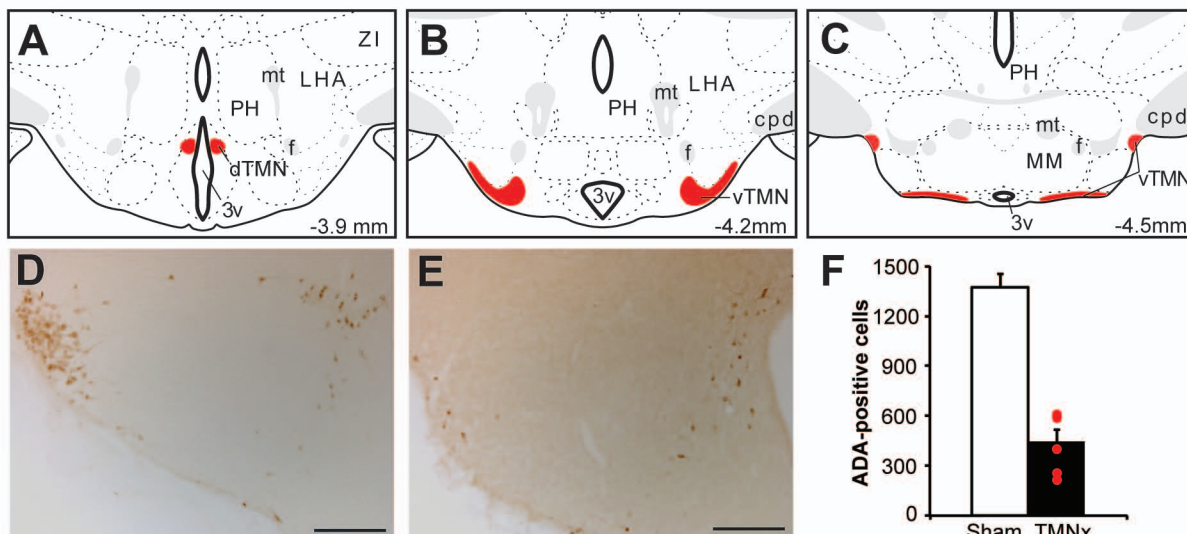 A
ZI
mt
LHA
PH
f
dTMN
3v
-3.9 mm
B
mt
LHA
PH
cpd
f
3v
vTMN
-4.2mm
C
PH
cpd
mt
f
MM
vTMN
3v
-4.5mm
D
E
F
ADA-positive cells
1500
1200
900
600
300
0
Sham TMNx